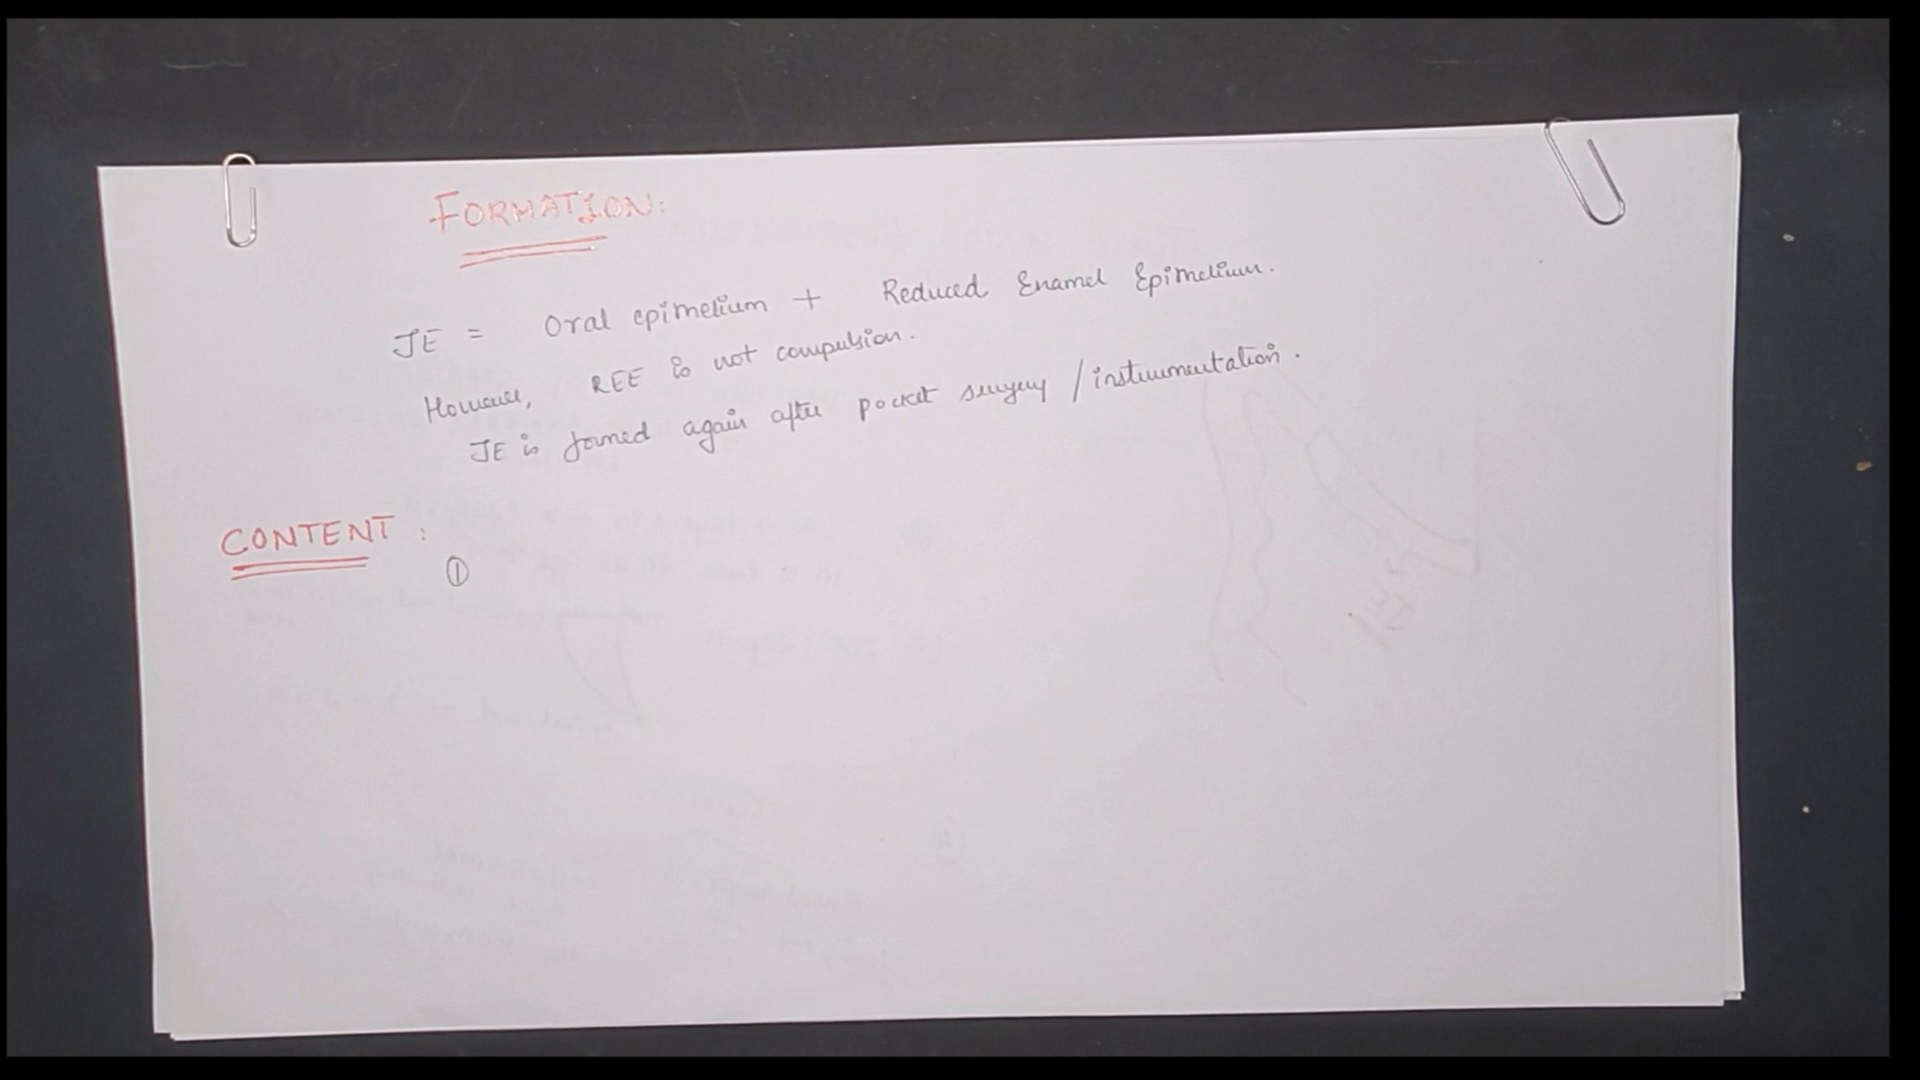 FORMATION:
JE = Oral epithelium + Reduced Enamel Epithelium.
However, REE is not compulsion.
JE is formed again after pocket surgery / instrumentation.
CONTENT :
①